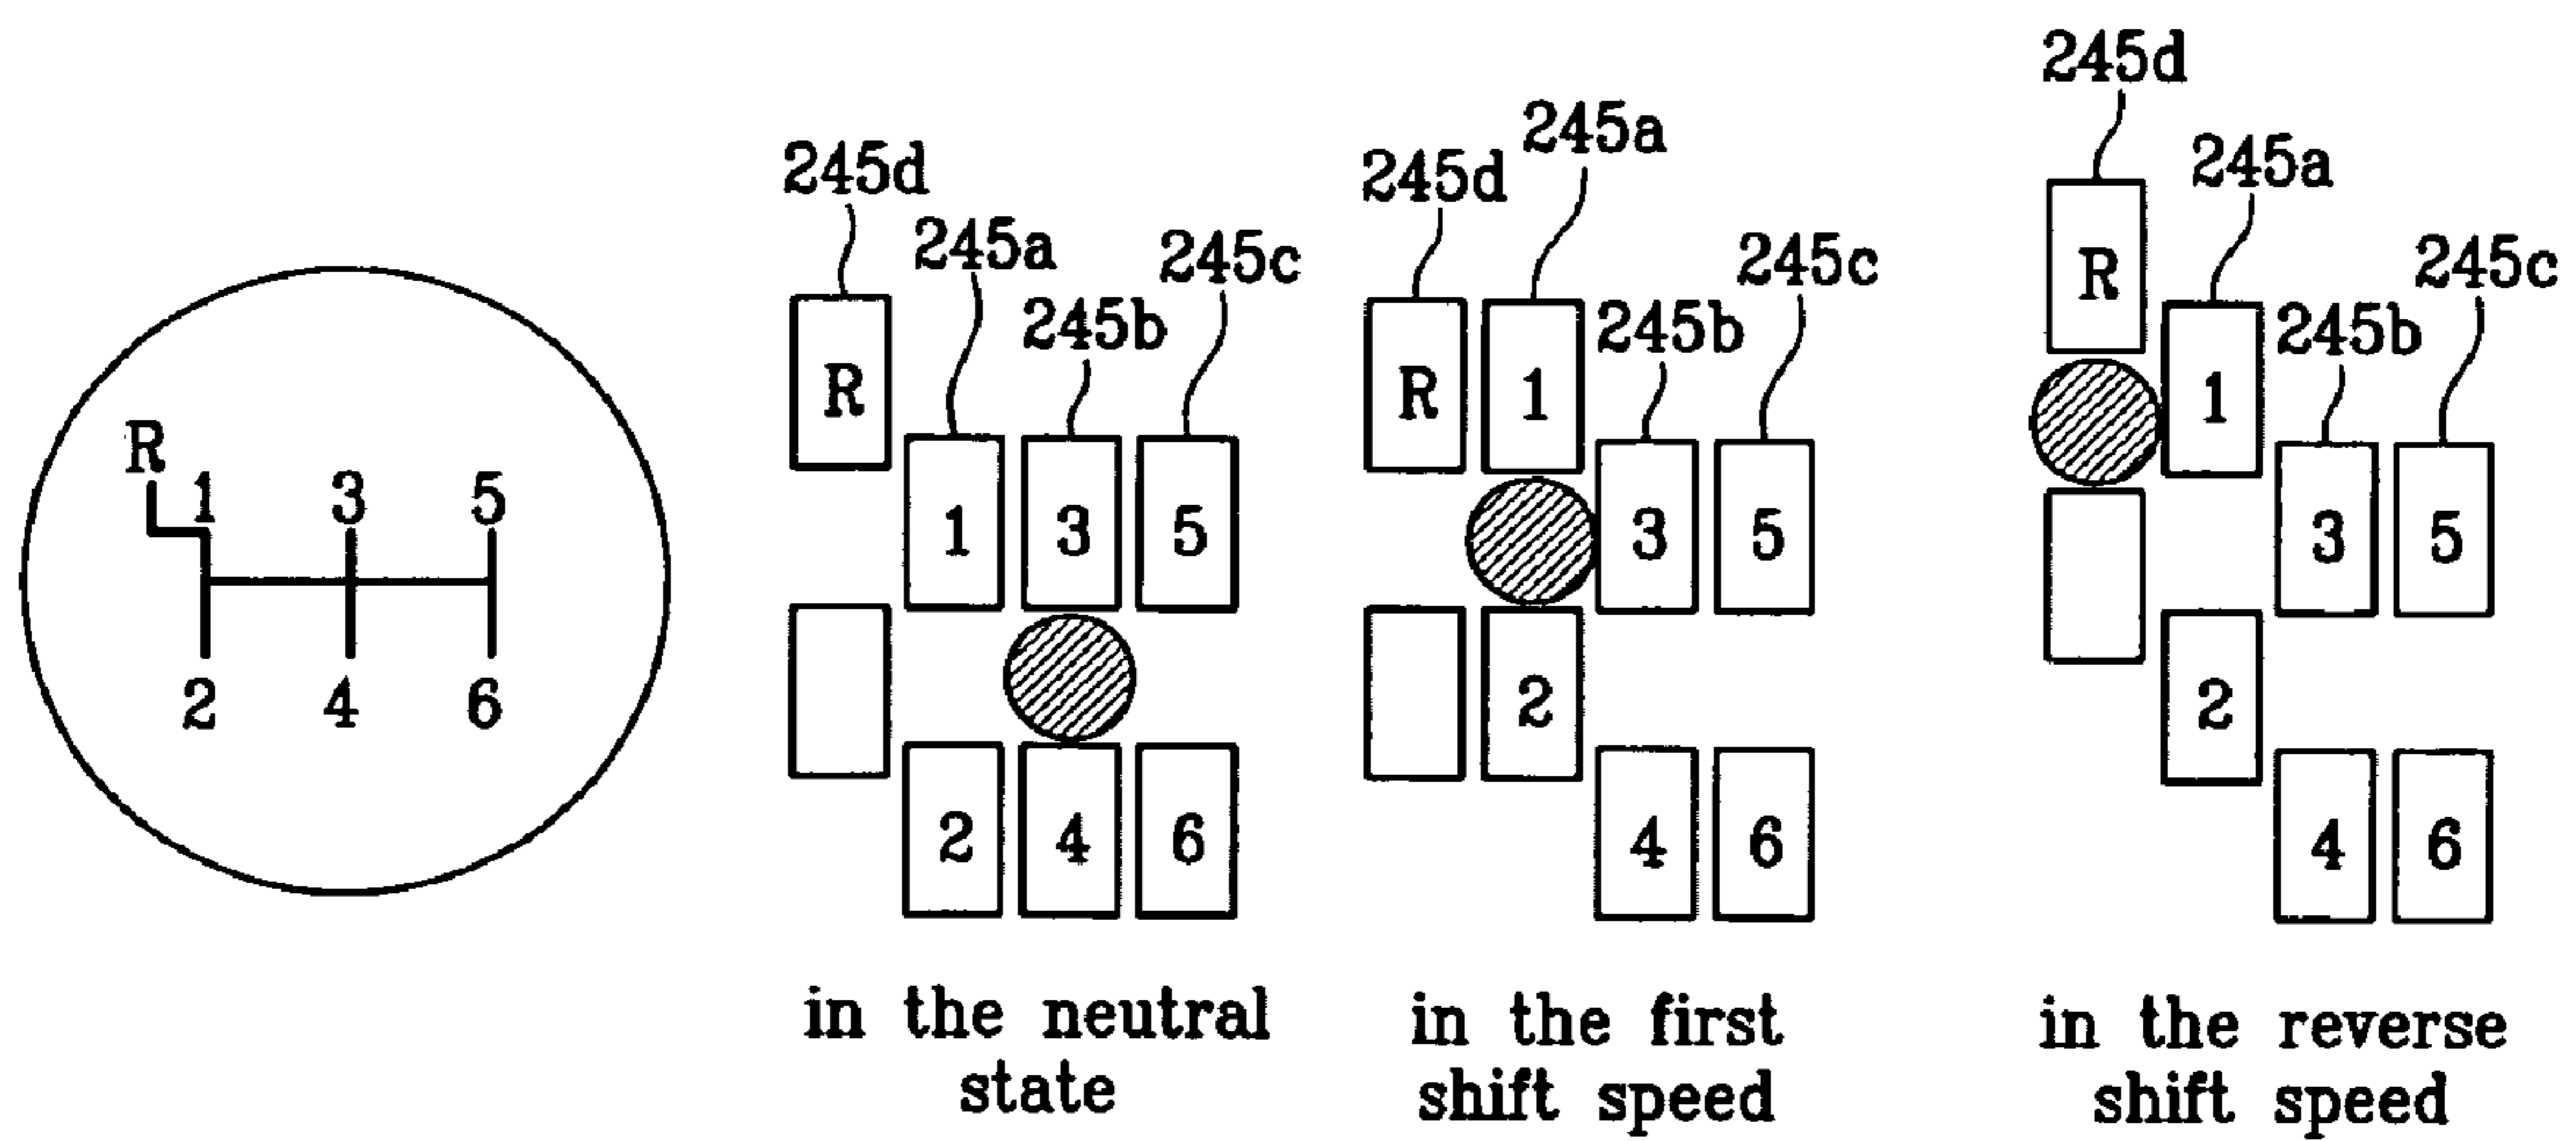 R
1 3 5
2 4 6
245d
245a
245c
245b
R
1 3 5
2 4 6
in the neutral
state
245a
245d
245c
245b
R 1
3 5
2
4 6
in the first
shift speed
245d
245a
245c
245b
R
1
3 5
2
4 6
in the reverse
shift speed